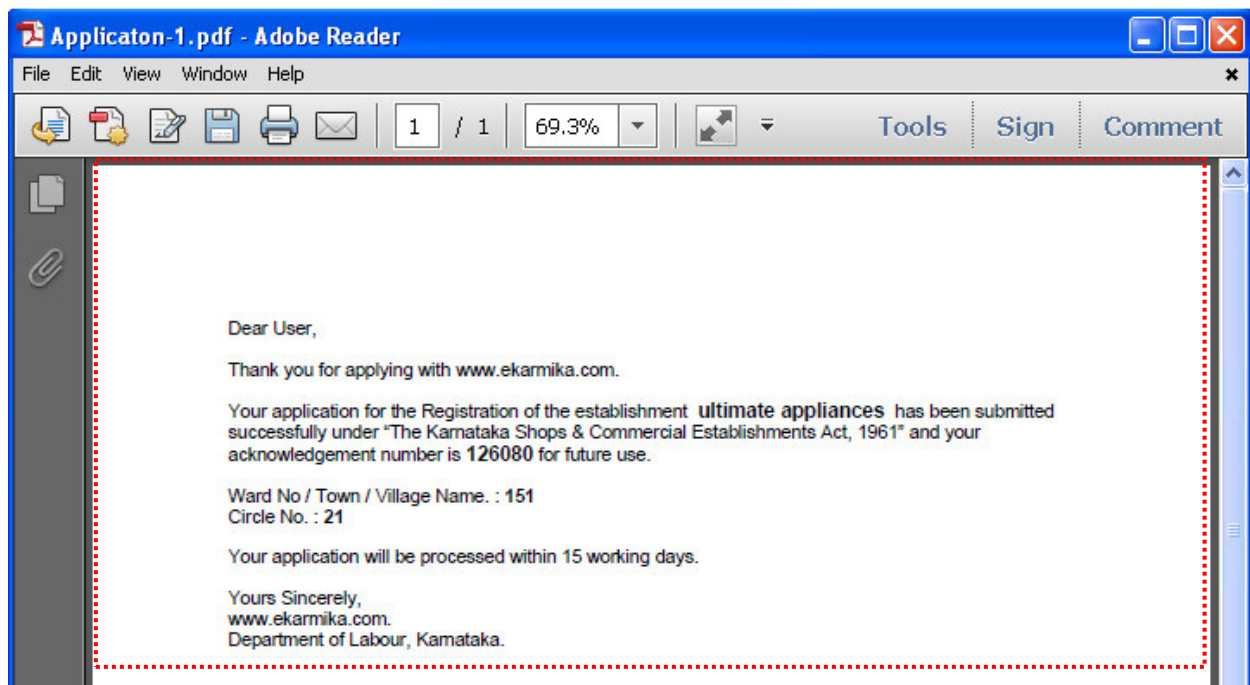 Applicaton-1.pdf - Adobe Reader
File Edit View Window Help
1 / 1 69.3% Tools Sign Comment
Dear User,
Thank you for applying with www.ekarmika.com.
Your application for the Registration of the establishment ultimate appliances has been submitted
successfully under “The Karnataka Shops & Commercial Establishments Act, 1961” and your
acknowledgement number is 126080 for future use.
Ward No / Town / Village Name. : 151
Circle No. : 21
Your application will be processed within 15 working days.
Yours Sincerely,
www.ekarmika.com.
Department of Labour, Karnataka.